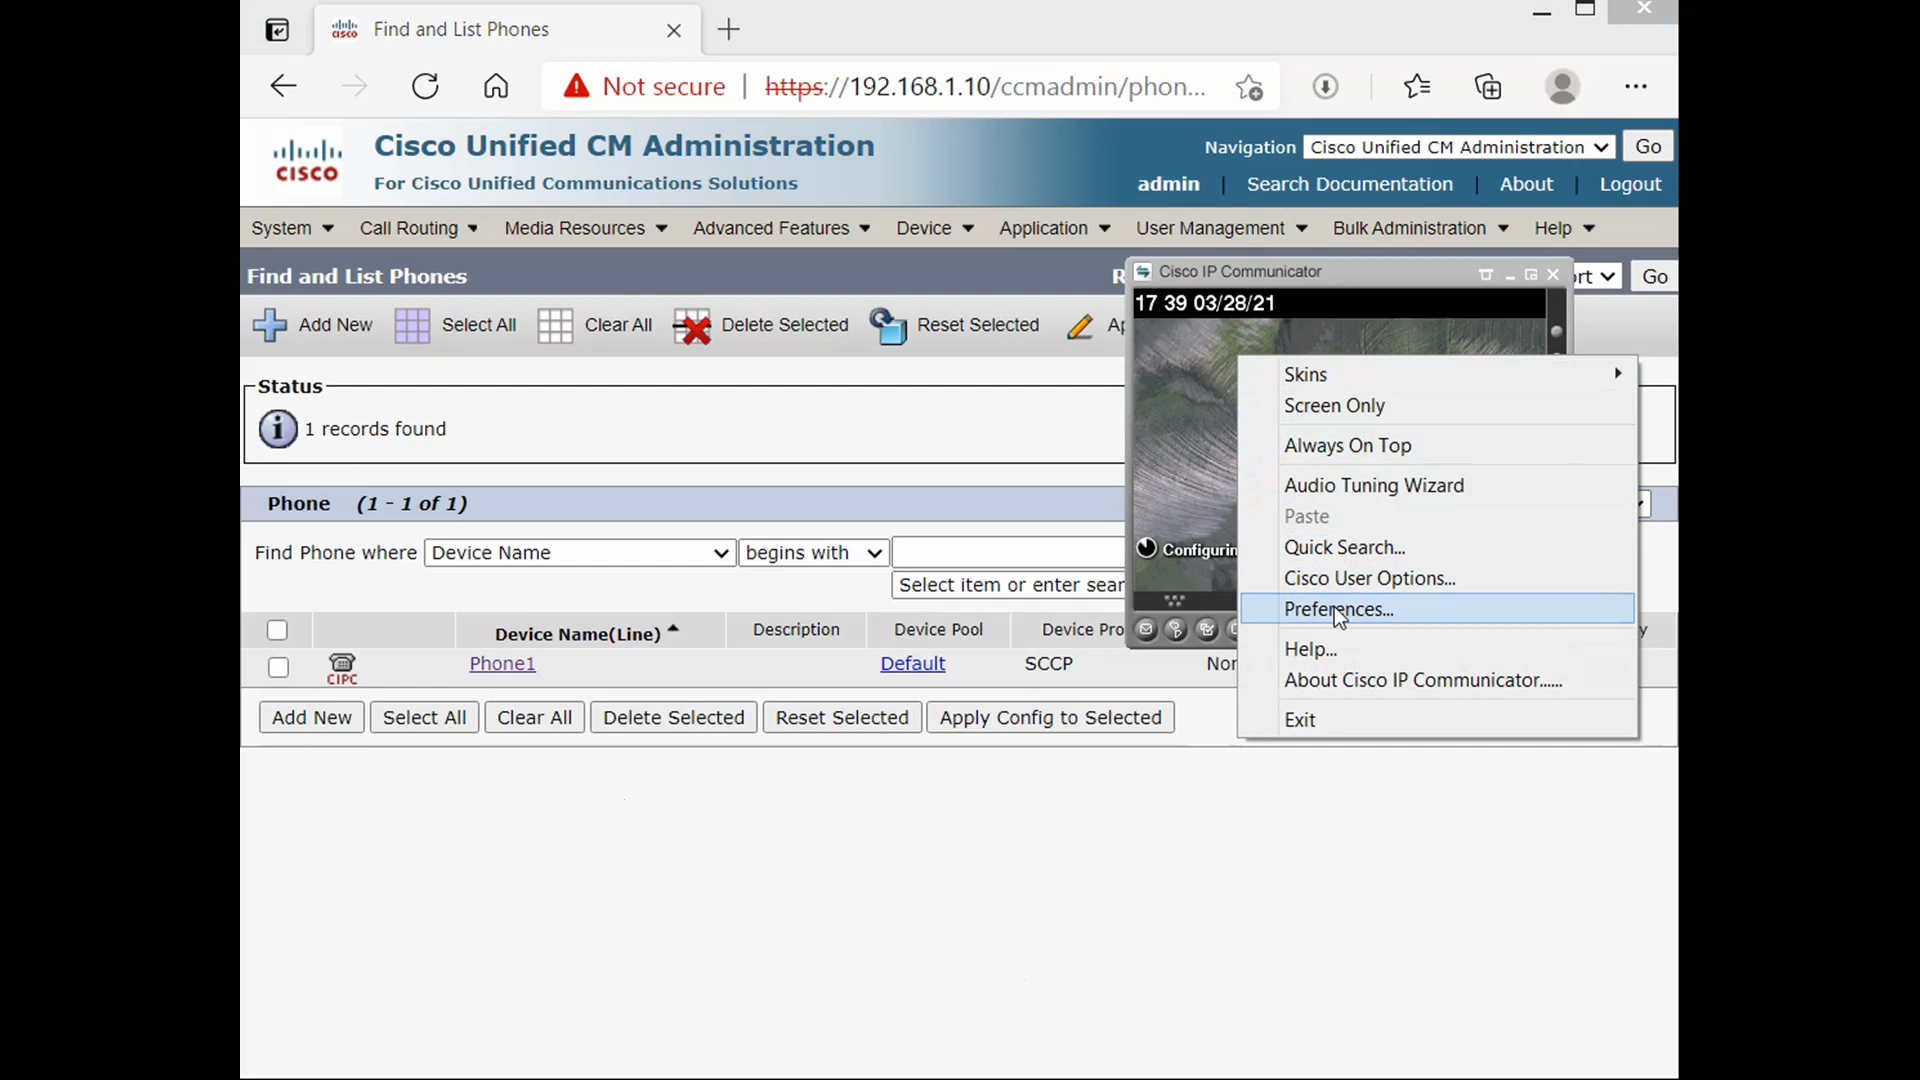 Find and List Phones
Not secure | https://192.168.1.10/ccmadmin/phon...
CISCO
Cisco Unified CM Administration
For Cisco Unified Communications Solutions
Navigation Cisco Unified CM Administration Go
admin | Search Documentation | About | Logout
System Call Routing Media Resources Advanced Features Device Application User Management Bulk Administration Help
Find and List Phones
Go
Add New Select All Clear All Delete Selected Reset Selected
Cisco IP Communicator
17 39 03/28/21
Status
1 records found
Phone (1 - 1 of 1)
Find Phone where Device Name begins with
Select item or enter sear
Configurin
Device Name(Line) Description Device Pool Device Pro
CIPC Phone1 Default SCCP Nor
Add New Select All Clear All Delete Selected Reset Selected Apply Config to Selected
Skins
Screen Only
Always On Top
Audio Tuning Wizard
Paste
Quick Search...
Cisco User Options...
Preferences...
Help...
About Cisco IP Communicator......
Exit